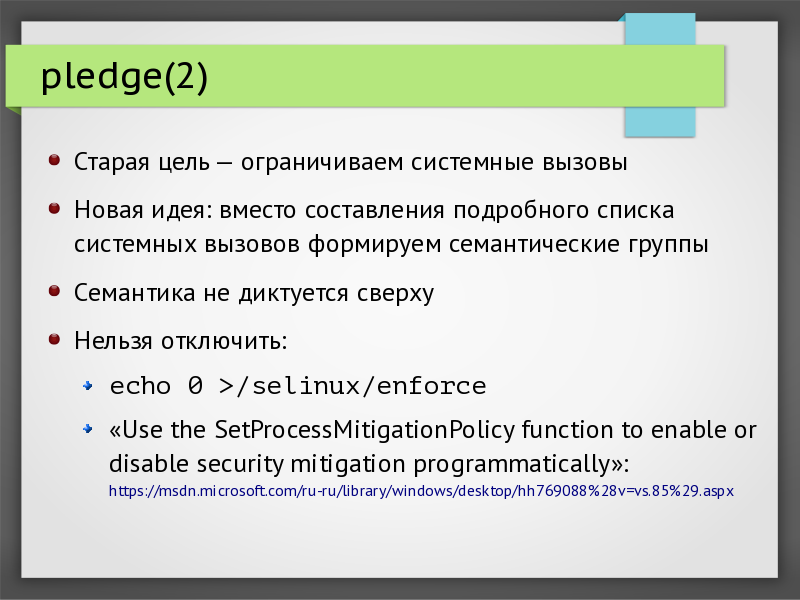 pledge(2)
Старая цель — ограничиваем системные вызовы
Новая идея: вместо составления подробного списка
системных вызовов формируем семантические группы
Семантика не диктуется сверху
Нельзя отключить:
echo 0 >/selinux/enforce
«Use the SetProcessMitigationPolicy function to enable or
disable security mitigation programmatically»:
https://msdn.microsoft.com/ru-ru/library/windows/desktop/hh769088%28v=vs.85%29.aspx